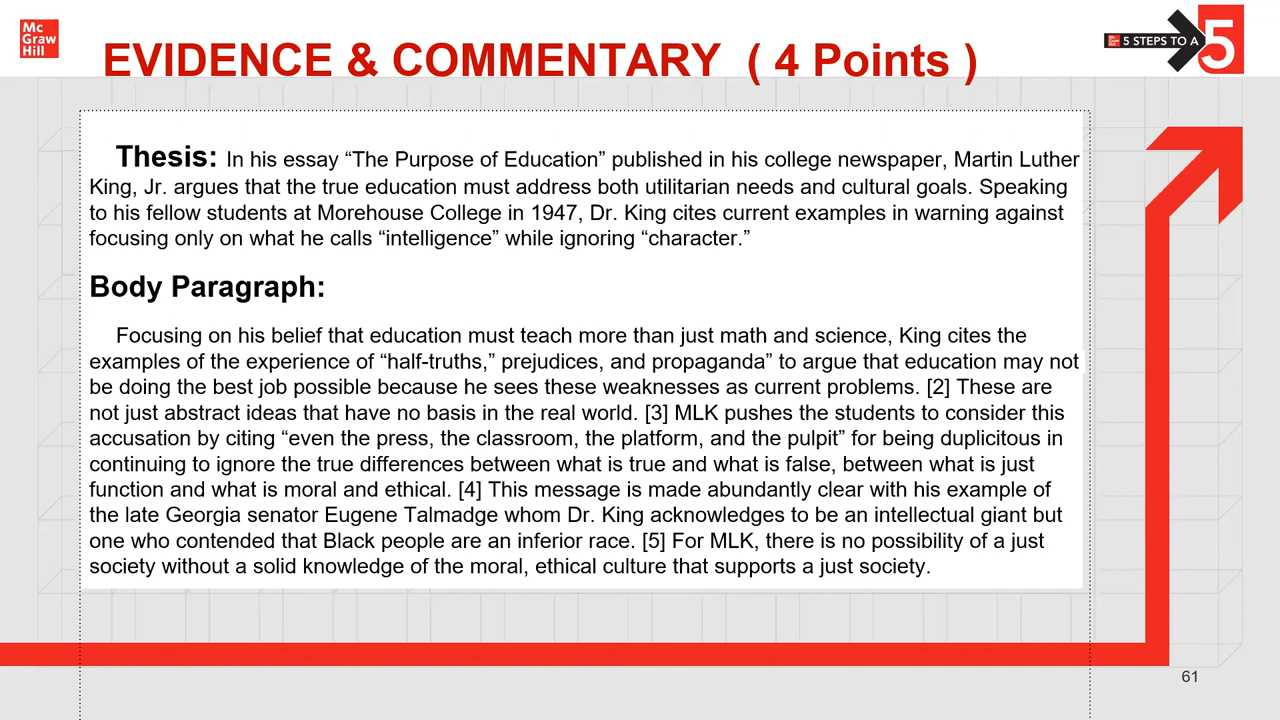 Mc
Graw
Hill
EVIDENCE & COMMENTARY ( 4 Points )
5 STEPS TO A
5
Thesis: In his essay “The Purpose of Education” published in his college newspaper, Martin Luther
King, Jr. argues that the true education must address both utilitarian needs and cultural goals. Speaking
to his fellow students at Morehouse College in 1947, Dr. King cites current examples in warning against
focusing only on what he calls “intelligence” while ignoring “character.”
Body Paragraph:
Focusing on his belief that education must teach more than just math and science, King cites the
examples of the experience of “half-truths,” prejudices, and propaganda” to argue that education may not
be doing the best job possible because he sees these weaknesses as current problems. [2] These are
not just abstract ideas that have no basis in the real world. [3] MLK pushes the students to consider this
accusation by citing “even the press, the classroom, the platform, and the pulpit” for being duplicitous in
continuing to ignore the true differences between what is true and what is false, between what is just
function and what is moral and ethical. [4] This message is made abundantly clear with his example of
the late Georgia senator Eugene Talmadge whom Dr. King acknowledges to be an intellectual giant but
one who contended that Black people are an inferior race. [5] For MLK, there is no possibility of a just
society without a solid knowledge of the moral, ethical culture that supports a just society.
61